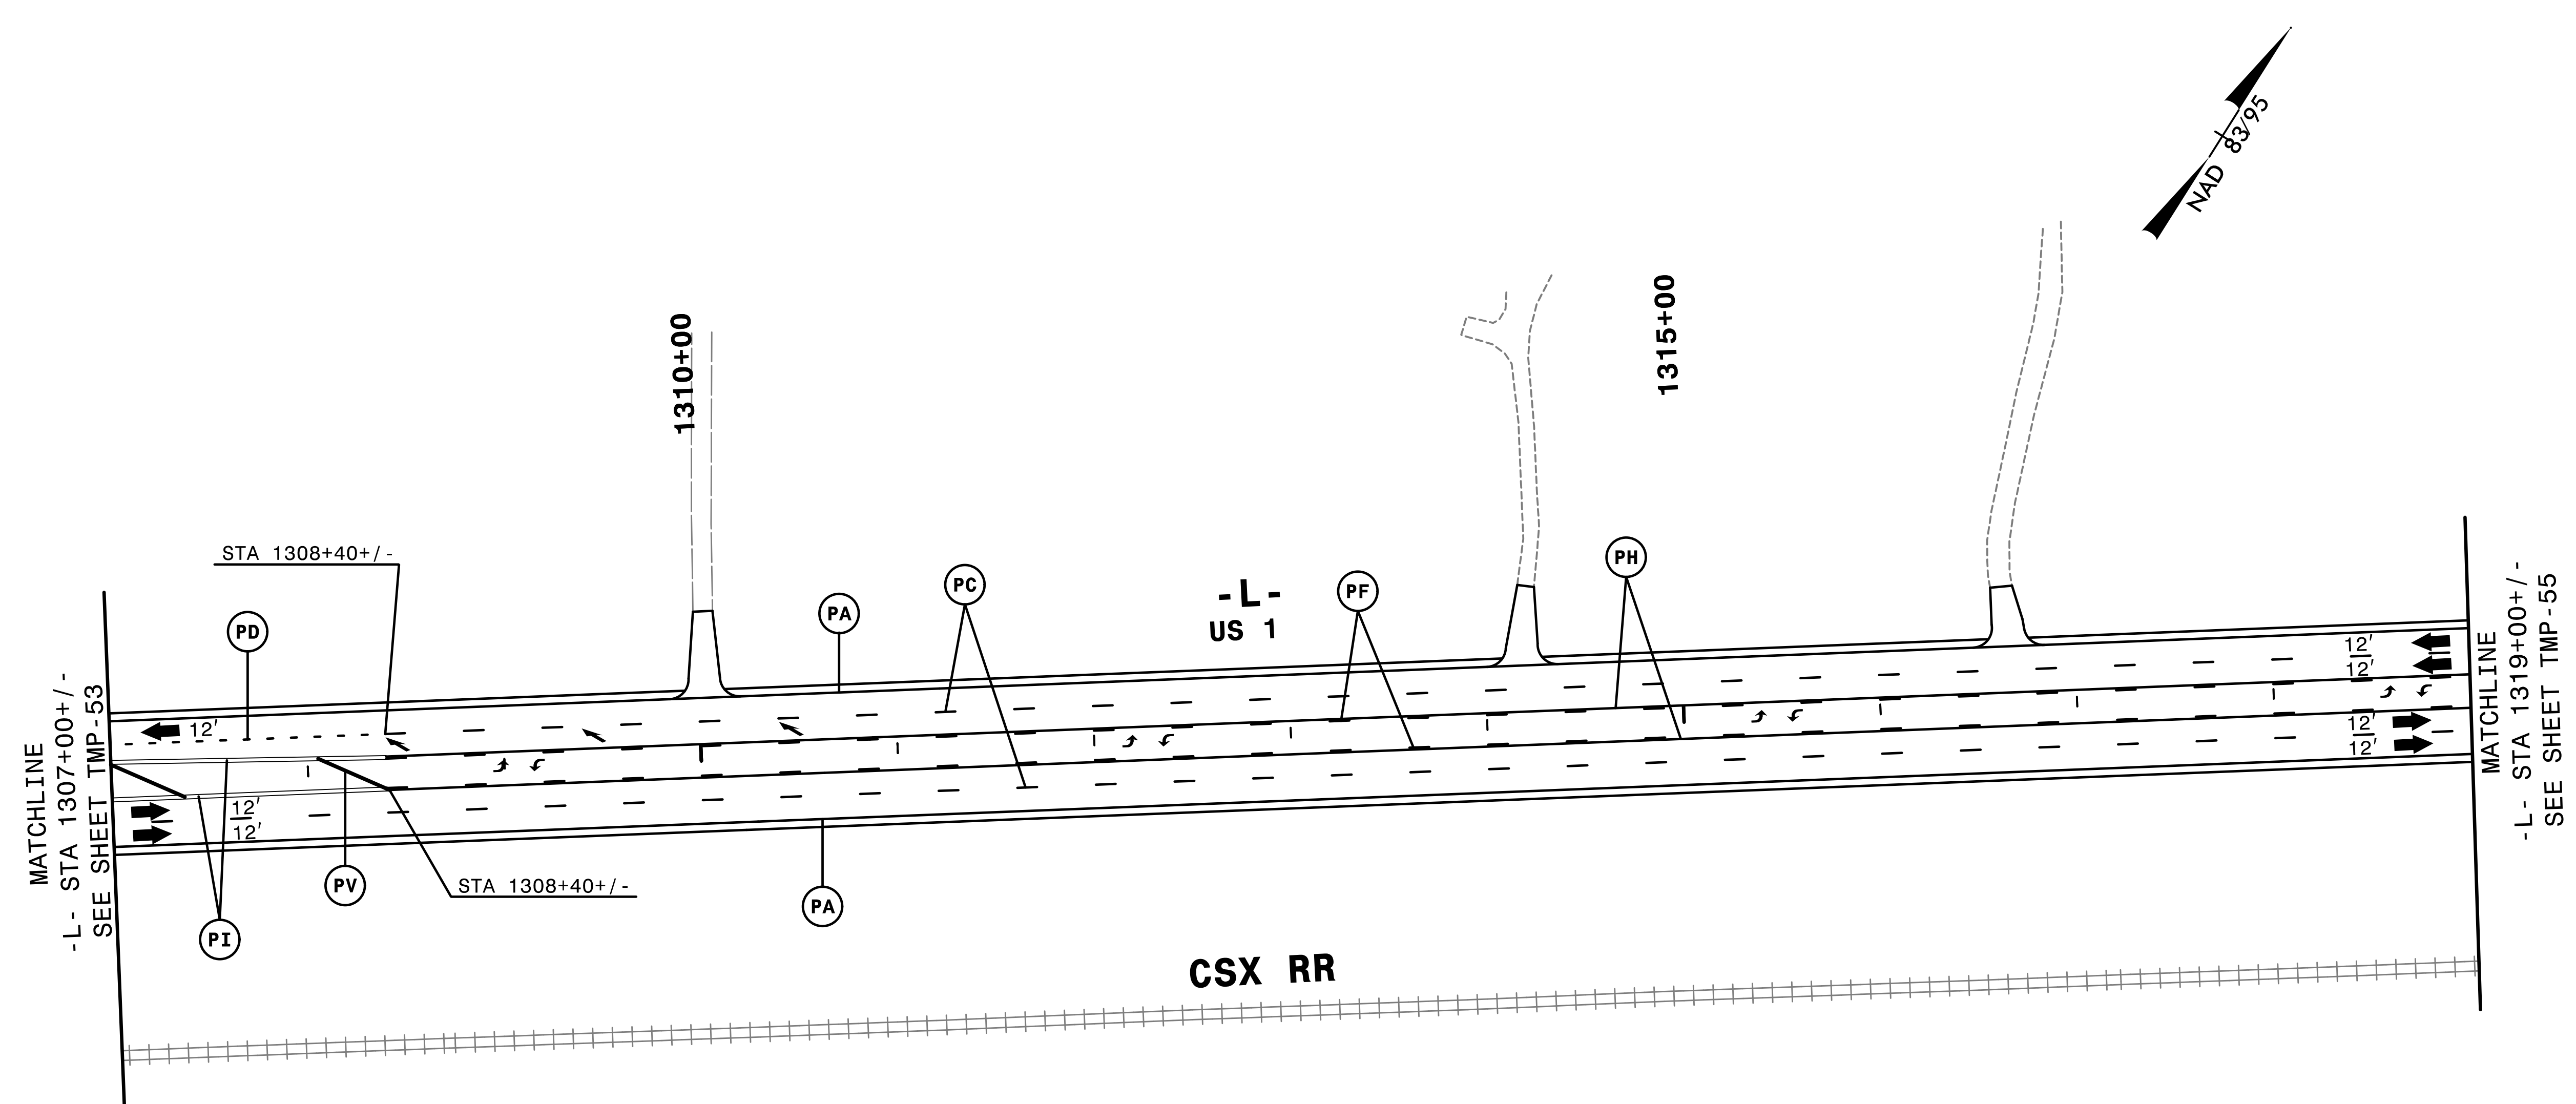 NAD 83/95
1310+00
1315+00
STA 1308+40+/-
PD
PA
PC
-L-
US 1
PF
PH
MATCHLINE
-L- STA 1307+00+/-
SEE SHEET TMP-53
12'
12'
12'
PI
PV
STA 1308+40+/-
PA
12'
12'
12'
12'
MATCHLINE
-L- STA 1319+00+/-
SEE SHEET TMP-55
CSX RR